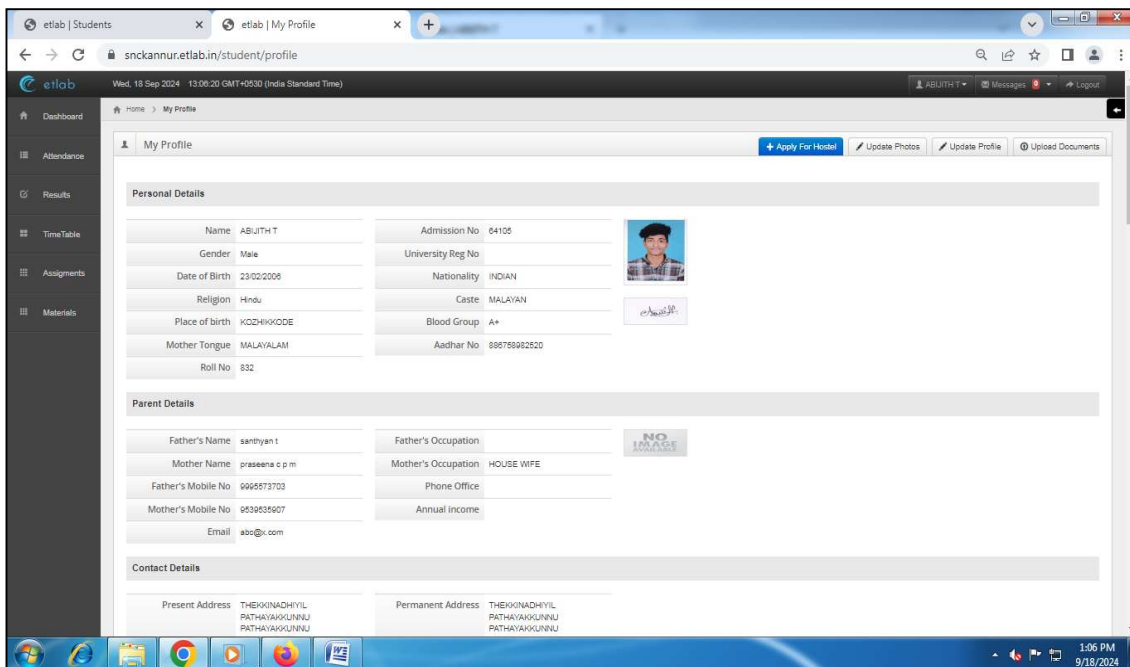 etlab | Students
etlab | My Profile
snckannur.etlab.in/student/profile
etlab
Wed, 18 Sep 2024 13:06:20 GMT+0530 (India Standard Time)
ABIJITH T
Messages 0
Logout
Dashboard
Attendance
Results
TimeTable
Assigments
Materials
Home > My Profile
My Profile
+ Apply For Hostel
Update Photos
Update Profile
Upload Documents
Personal Details
Name ABIJITH T
Admission No 64105
Gender Male
University Reg No
Date of Birth 23/02/2006
Nationality INDIAN
Religion Hindu
Caste MALAYAN
Place of birth KOZHIKKODE
Blood Group A+
Mother Tongue MALAYALAM
Aadhar No 886758982520
Roll No 832
Parent Details
Father's Name santhyan t
Father's Occupation
NO
IMAGE
AVAILABLE
Mother Name praseena c p m
Mother's Occupation HOUSE WIFE
Father's Mobile No 9995573703
Phone Office
Mother's Mobile No 9539535907
Annual income
Email abc@x.com
Contact Details
Present Address THEKKINADHIYIL
PATHAYAKKUNNU
PATHAYAKKUNNU
Permanent Address THEKKINADHIYIL
PATHAYAKKUNNU
PATHAYAKKUNNU
1:06 PM
9/18/2024